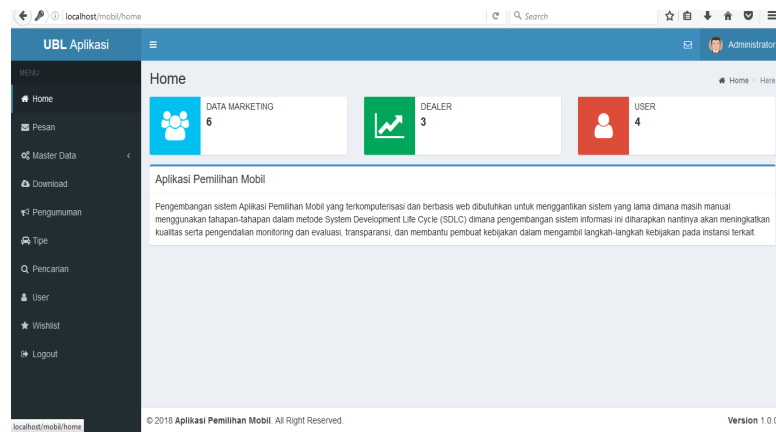 localhost/mobil/home
Search
UBL Aplikasi
Administrator
MENU
Home
Pesan
Master Data
Download
Pengumuman
Tipe
Pencarian
User
Wishlist
Logout
Home
Home > Here
DATA MARKETING
6
DEALER
3
USER
4
Aplikasi Pemilihan Mobil
Pengembangan sistem Aplikasi Pemilihan Mobil yang terkomputerisasi dan berbasis web dibutuhkan untuk menggantikan sistem yang lama dimana masih manual
menggunakan tahapan-tahapan dalam metode System Development Life Cycle (SDLC) dimana pengembangan sistem informasi ini diharapkan nantinya akan meningkatkan
kualitas serta pengendalian monitoring dan evaluasi, transparansi, dan membantu pembuat kebijakan dalam mengambil langkah-langkah kebijakan pada instansi terkait.
© 2018 Aplikasi Pemilihan Mobil. All Right Reserved.
Version 1.0.0
localhost/mobil/home